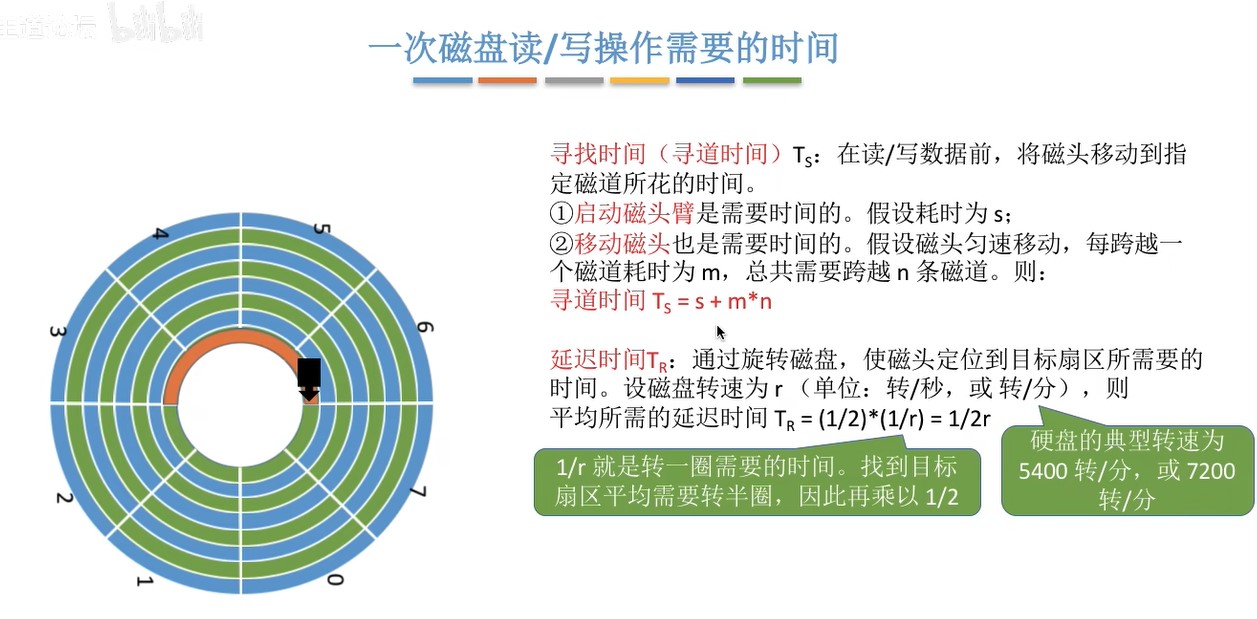 bilibili
一次磁盘读/写操作需要的时间
寻找时间（寻道时间）TS：在读/写数据前，将磁头移动到指
定磁道所花的时间。
①启动磁头臂是需要时间的。假设耗时为 s；
②移动磁头也是需要时间的。假设磁头匀速移动，每跨越一
个磁道耗时为 m，总共需要跨越 n 条磁道。则：
寻道时间 TS = s + m*n
延迟时间TR：通过旋转磁盘，使磁头定位到目标扇区所需要的
时间。设磁盘转速为 r （单位：转/秒，或 转/分），则
平均所需的延迟时间 TR = (1/2)*(1/r) = 1/2r
1/r 就是转一圈需要的时间。找到目标
扇区平均需要转半圈，因此再乘以 1/2
硬盘的典型转速为
5400 转/分，或 7200
转/分
4
5
3
6
2
7
1
0